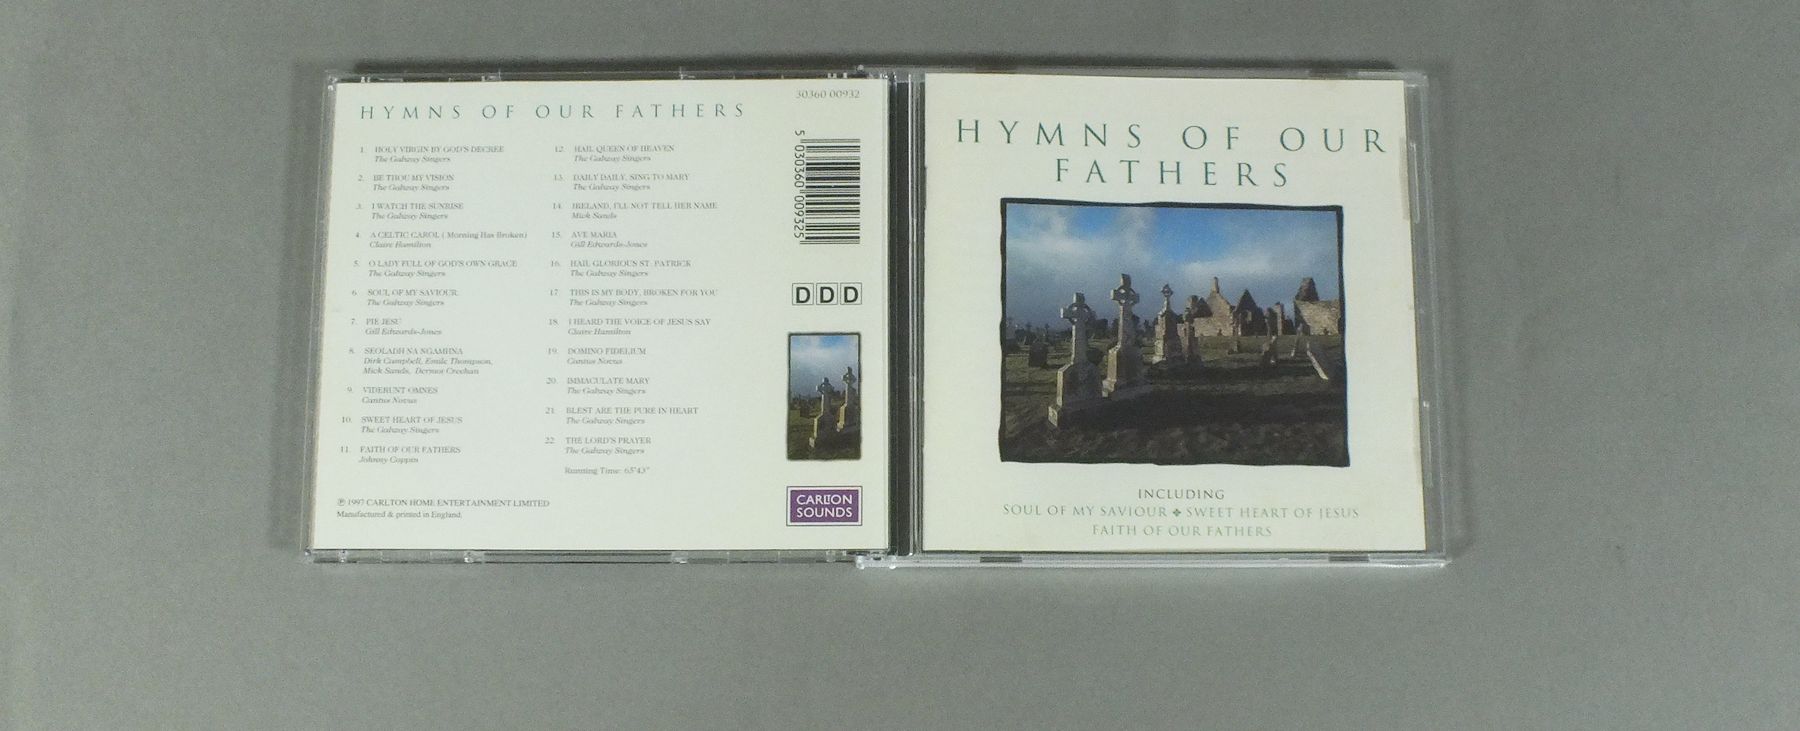 HYMNS OF OUR FATHERS
30360 00932
1. HOLY VIRGIN BY GOD'S DECREE
The Galway Singers
2. BE THOU MY VISION
The Galway Singers
3. I WATCH THE SUNRISE
The Galway Singers
4. A CELTIC CAROL ( Morning Has Broken)
Claire Hamilton
5. O LADY FULL OF GOD'S OWN GRACE
The Galway Singers
6. SOUL OF MY SAVIOUR
The Galway Singers
7. PIE JESU
Gill Edwards-Jones
8. SEOLADH NA NGAMHNA
Dirk Campbell, Emile Thompson,
Mick Sands, Dermot Creehan
9. VIDERUNT OMNES
Cantus Novus
10. SWEET HEART OF JESUS
The Galway Singers
11. FAITH OF OUR FATHERS
Johnny Coppin
12. HAIL QUEEN OF HEAVEN
The Galway Singers
13. DAILY DAILY, SING TO MARY
The Galway Singers
14. IRELAND, I'LL NOT TELL HER NAME
Mick Sands
15. AVE MARIA
Gill Edwards-Jones
16. HAIL GLORIOUS ST. PATRICK
The Galway Singers
17. THIS IS MY BODY, BROKEN FOR YOU
The Galway Singers
18. I HEARD THE VOICE OF JESUS SAY
Claire Hamilton
19. DOMINO FIDELIUM
Cantus Novus
20. IMMACULATE MARY
The Galway Singers
21. BLEST ARE THE PURE IN HEART
The Galway Singers
22. THE LORD'S PRAYER
The Galway Singers
Running Time: 65'43"
℗ 1997 CARLTON HOME ENTERTAINMENT LIMITED
Manufactured & printed in England.
5 030360 009325
DDD
CARLTON
SOUNDS
HYMNS OF OUR
FATHERS
INCLUDING
SOUL OF MY SAVIOUR ❖ SWEET HEART OF JESUS
FAITH OF OUR FATHERS